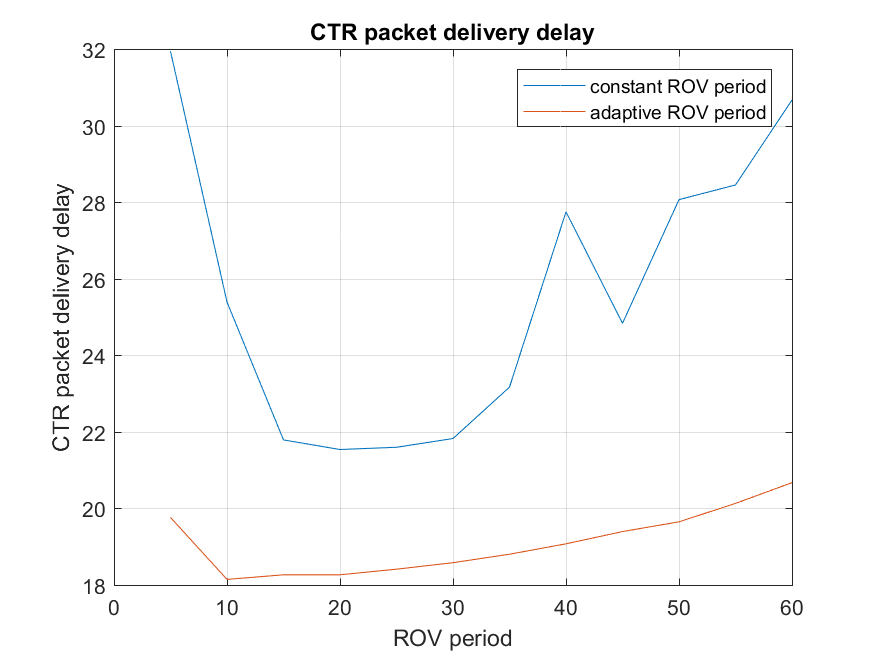 CTR packet delivery delay
32
30
28
26
24
22
20
18
CTR packet delivery delay
constant ROV period
adaptive ROV period
0 10 20 30 40 50 60
ROV period